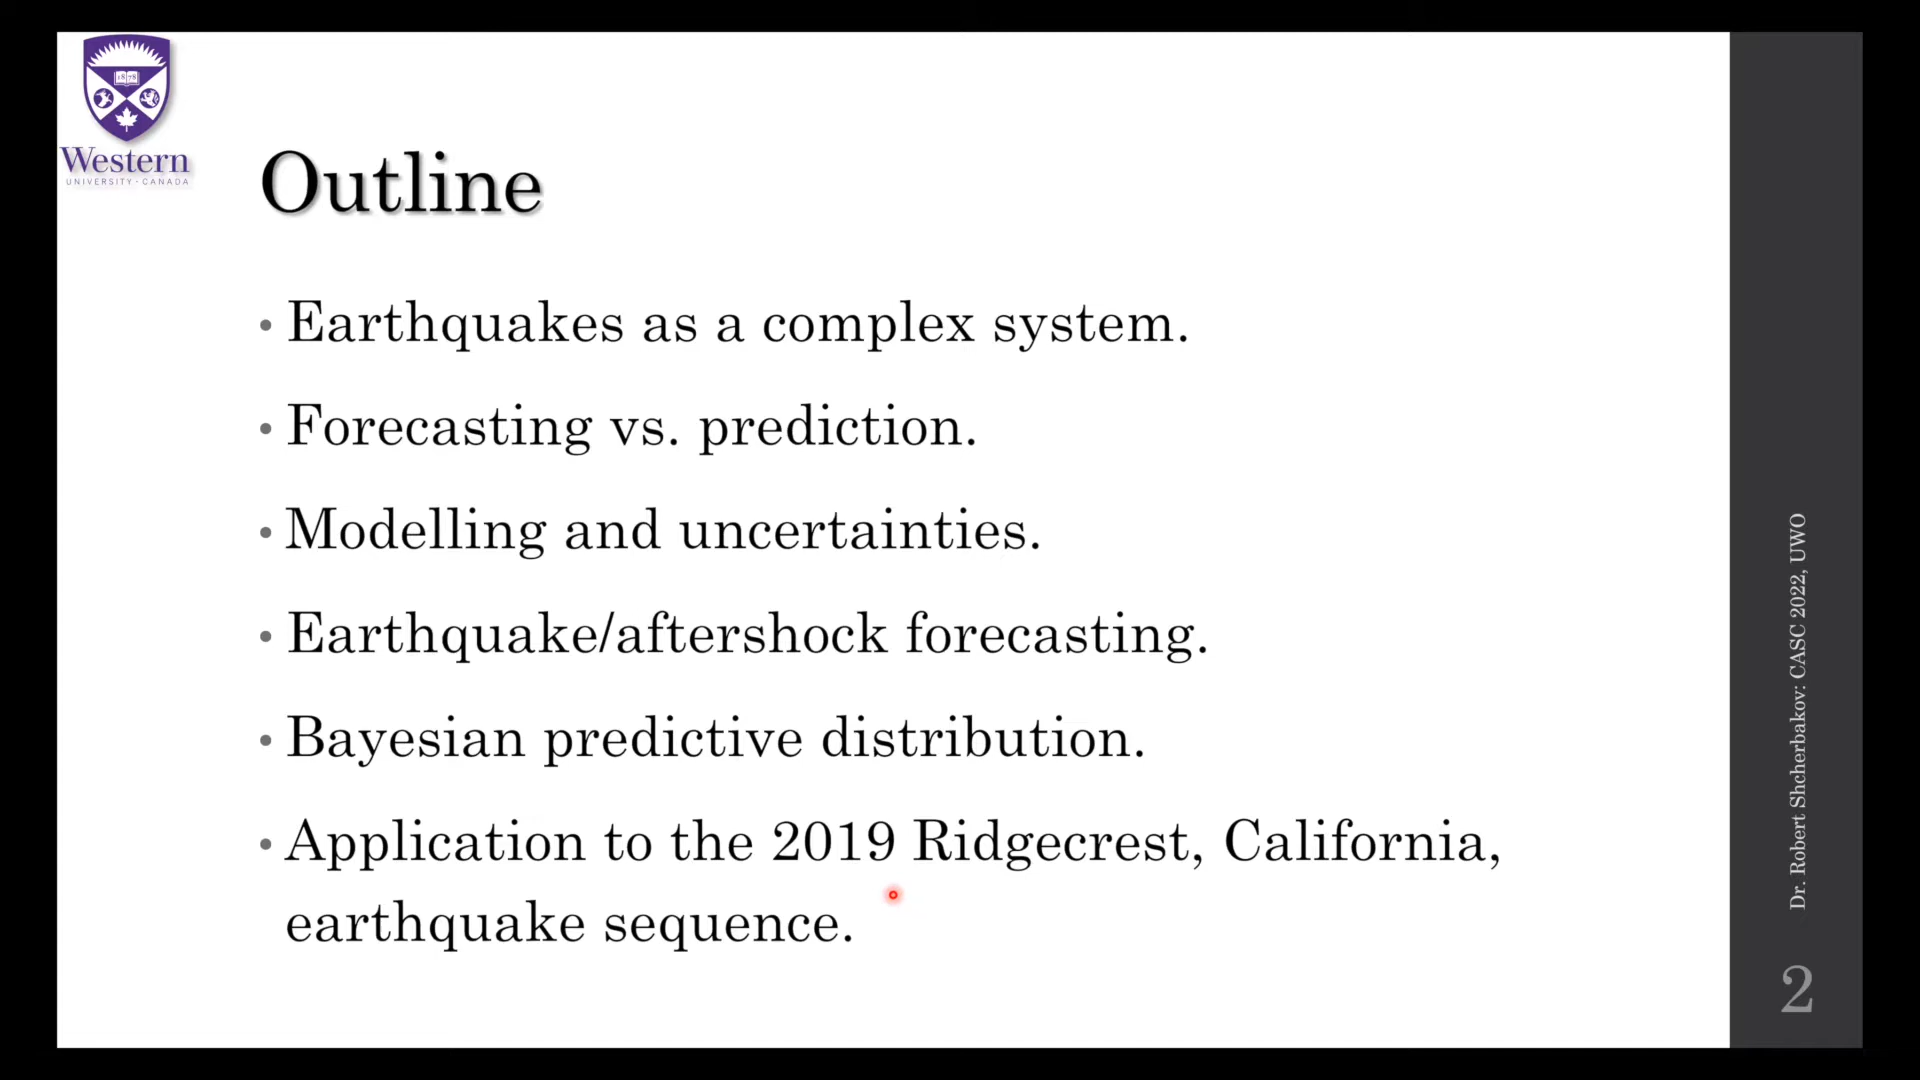 1878
Western
UNIVERSITY · CANADA
Outline
• Earthquakes as a complex system.
• Forecasting vs. prediction.
• Modelling and uncertainties.
• Earthquake/aftershock forecasting.
• Bayesian predictive distribution.
• Application to the 2019 Ridgecrest, California,
earthquake sequence.
Dr. Robert Shcherbakov: CASC 2022, UWO
2